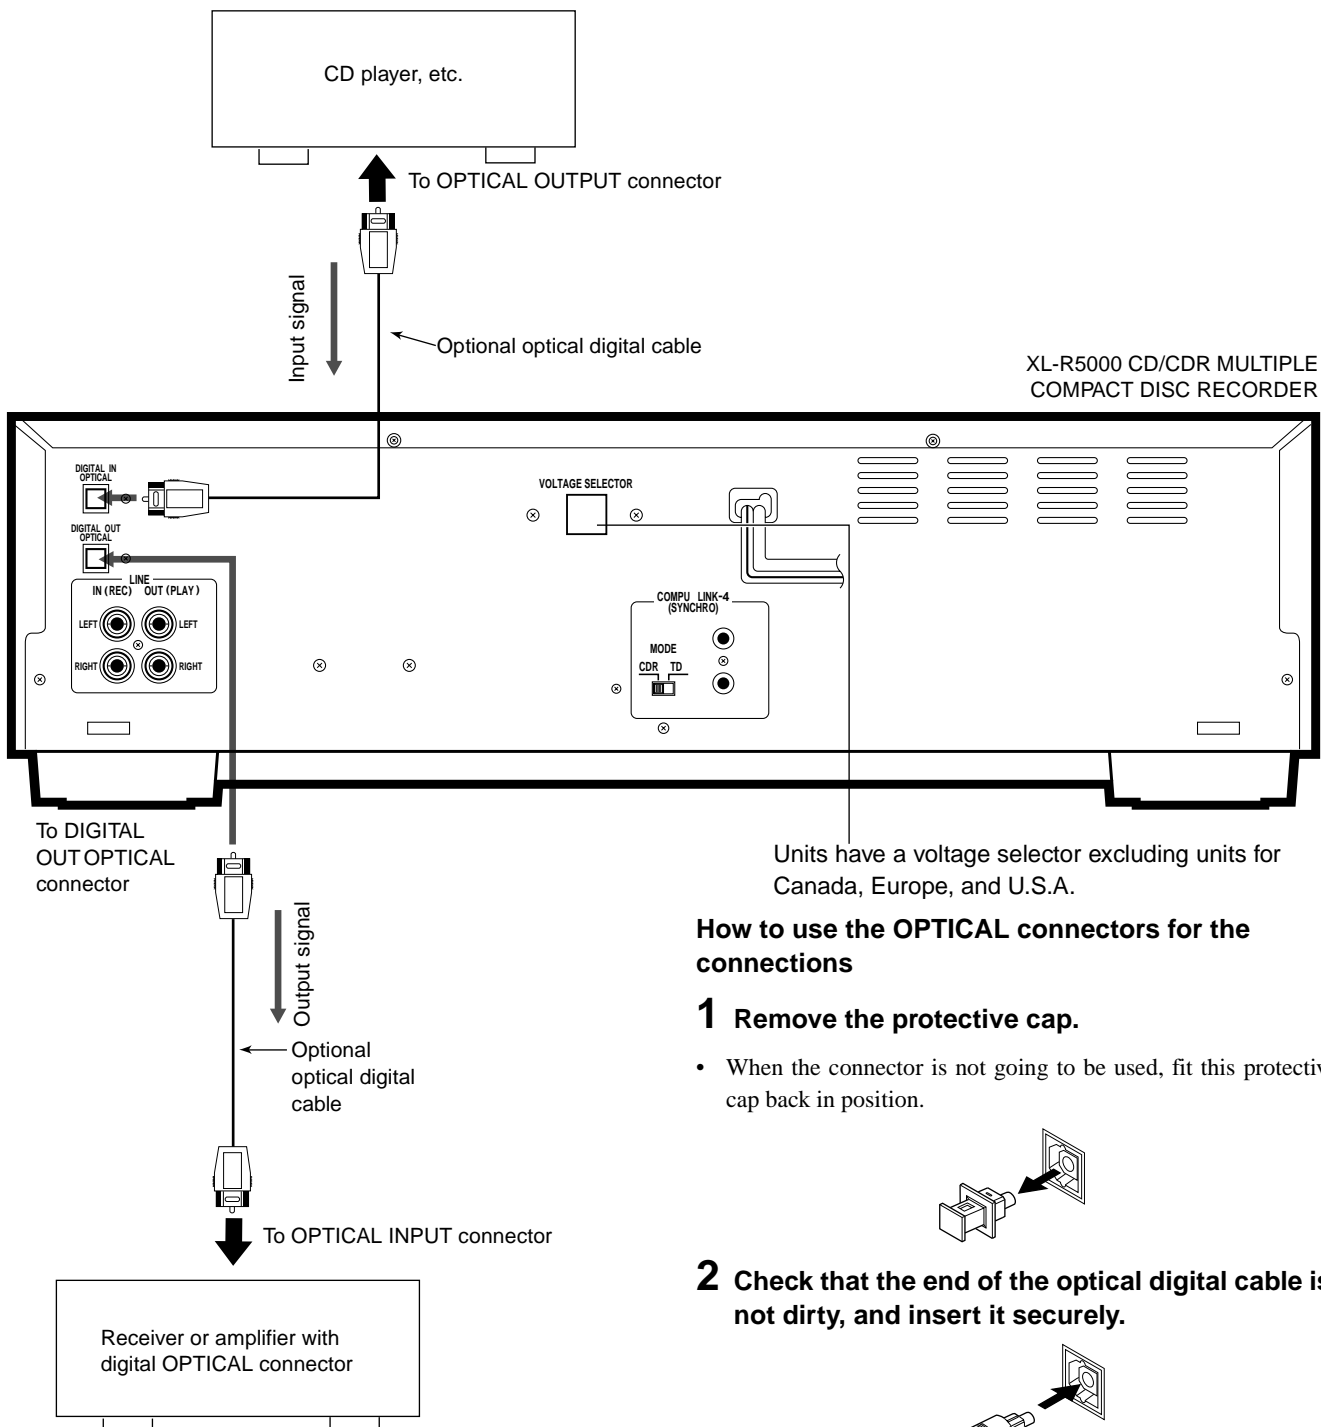 CD player, etc.
To OPTICAL OUTPUT connector
Input signal
Optional optical digital cable
XL-R5000 CD/CDR MULTIPLE
COMPACT DISC RECORDER
DIGITAL IN
OPTICAL
DIGITAL OUT
OPTICAL
LINE
IN (REC) OUT (PLAY)
LEFT LEFT
RIGHT RIGHT
VOLTAGE SELECTOR
COMPU LINK-4
(SYNCHRO)
MODE
CDR TD
To DIGITAL
OUT OPTICAL
connector
Output signal
Optional
optical digital
cable
To OPTICAL INPUT connector
Receiver or amplifier with
digital OPTICAL connector
Units have a voltage selector excluding units for
Canada, Europe, and U.S.A.
How to use the OPTICAL connectors for the
connections
1 Remove the protective cap.
• When the connector is not going to be used, fit this protectiv
cap back in position.
2 Check that the end of the optical digital cable is
not dirty, and insert it securely.